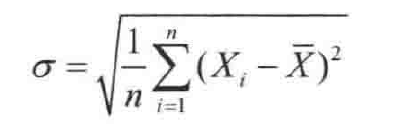 σ = √(1/n ∑_{i=1}^{n} (X_i − X̄)²)